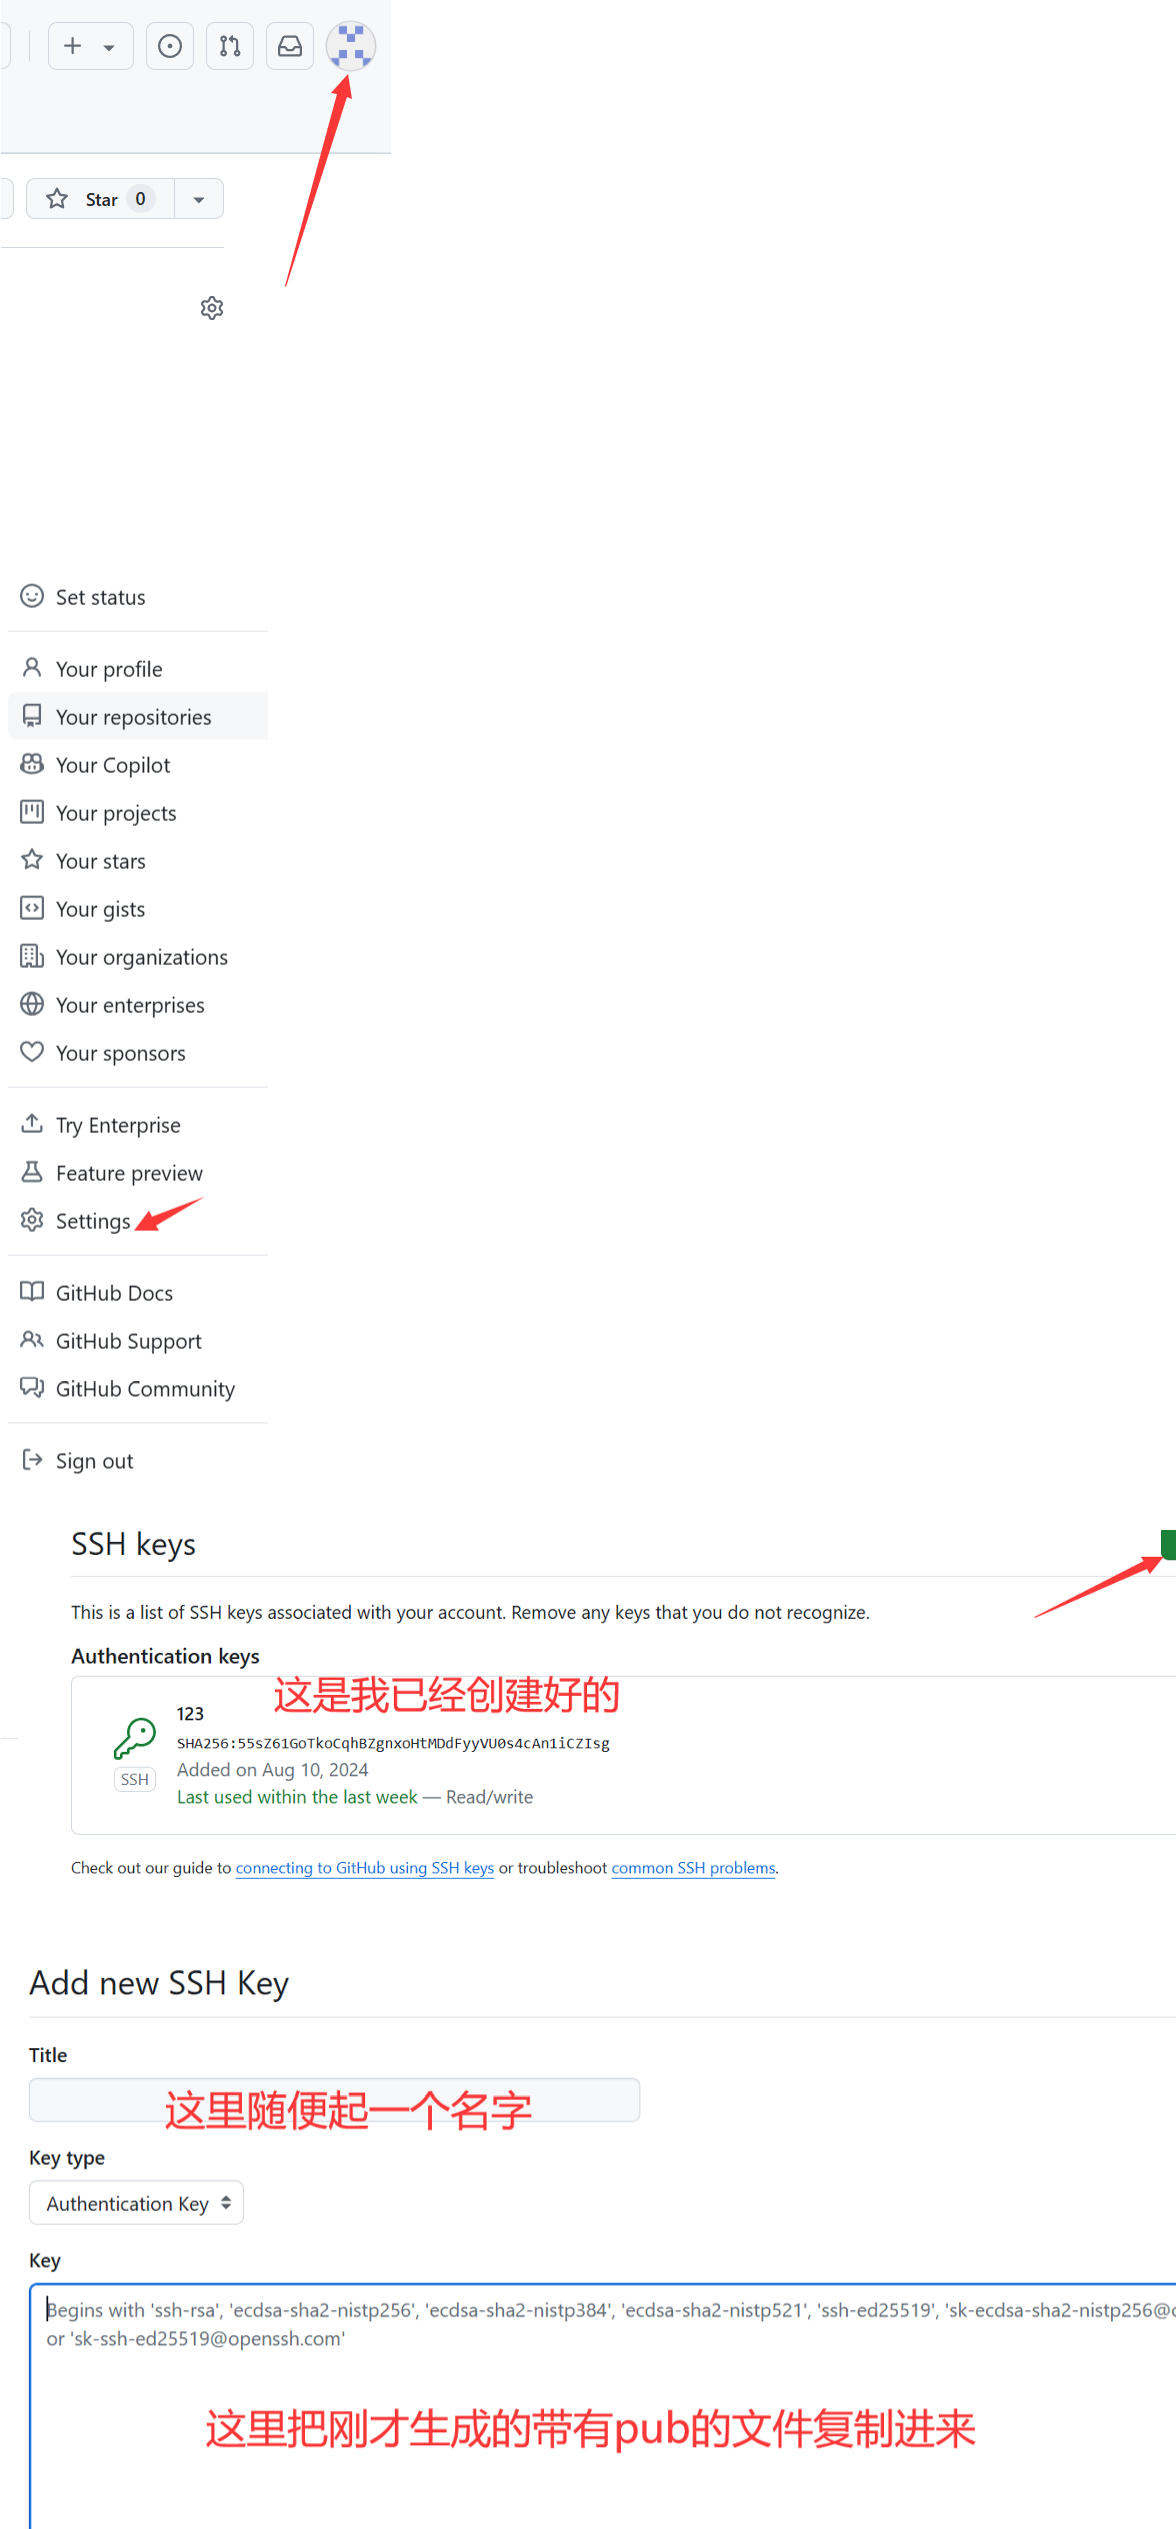 Star 0
Set status
Your profile
Your repositories
Your Copilot
Your projects
Your stars
Your gists
Your organizations
Your enterprises
Your sponsors
Try Enterprise
Feature preview
Settings
GitHub Docs
GitHub Support
GitHub Community
Sign out
SSH keys
This is a list of SSH keys associated with your account. Remove any keys that you do not recognize.
Authentication keys
这是我已经创建好的
123
SHA256:55sZ61GoTkoCqhBZgnxoHtMDdFyyVU0s4cAn1iCZIsg
SSH
Added on Aug 10, 2024
Last used within the last week — Read/write
Check out our guide to connecting to GitHub using SSH keys or troubleshoot common SSH problems.
Add new SSH Key
Title
这里随便起一个名字
Key type
Authentication Key
Key
Begins with 'ssh-rsa', 'ecdsa-sha2-nistp256', 'ecdsa-sha2-nistp384', 'ecdsa-sha2-nistp521', 'ssh-ed25519', 'sk-ecdsa-sha2-nistp256@
or 'sk-ssh-ed25519@openssh.com'
这里把刚才生成的带有pub的文件复制进来